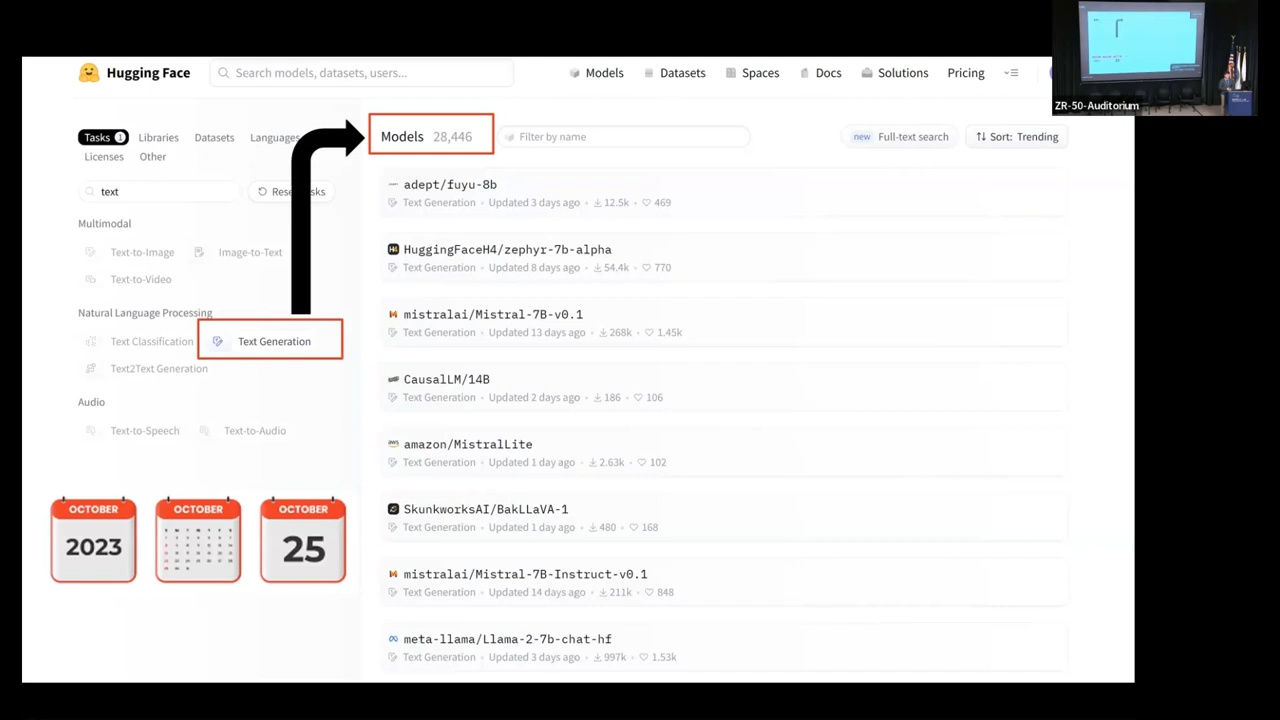 Hugging Face
Search models, datasets, users...
Models
Datasets
Spaces
Docs
Solutions
Pricing
ZR-50-Auditorium
Tasks 1 Libraries Datasets Languages
Licenses Other
text
Multimodal
Text-to-Image Image-to-Text
Text-to-Video
Natural Language Processing
Text Classification Text Generation
Text2Text Generation
Audio
Text-to-Speech Text-to-Audio
OCTOBER
2023
OCTOBER
OCTOBER
25
Models 28,446
Filter by name
new Full-text search
Sort: Trending
adept/fuyu-8b
Text Generation • Updated 3 days ago • 12.5k • 469
HuggingFaceH4/zephyr-7b-alpha
Text Generation • Updated 8 days ago • 54.4k • 770
mistralai/Mistral-7B-v0.1
Text Generation • Updated 13 days ago • 268k • 1.45k
CausalLM/14B
Text Generation • Updated 2 days ago • 186 • 106
aws amazon/MistralLite
Text Generation • Updated 1 day ago • 2.63k • 102
SkunkworksAI/BakLLaVA-1
Text Generation • Updated 1 day ago • 480 • 168
mistralai/Mistral-7B-Instruct-v0.1
Text Generation • Updated 14 days ago • 211k • 848
meta-llama/Llama-2-7b-chat-hf
Text Generation • Updated 3 days ago • 997k • 1.53k